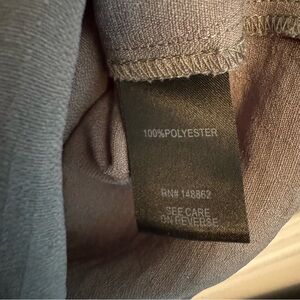 100%POLYESTER
RN# 148862
SEE CARE
ON REVERSE